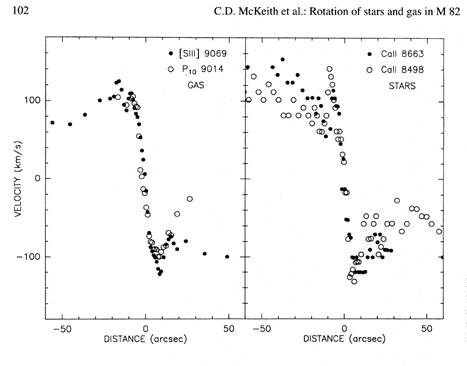 102
C.D. McKeith et al.: Rotation of stars and gas in M 82
[SIII] 9069
P10 9014
GAS
CaII 8663
CaII 8498
STARS
VELOCITY (km/s)
100
0
-100
-50
0
50
-50
0
50
DISTANCE (arcsec)
DISTANCE (arcsec)